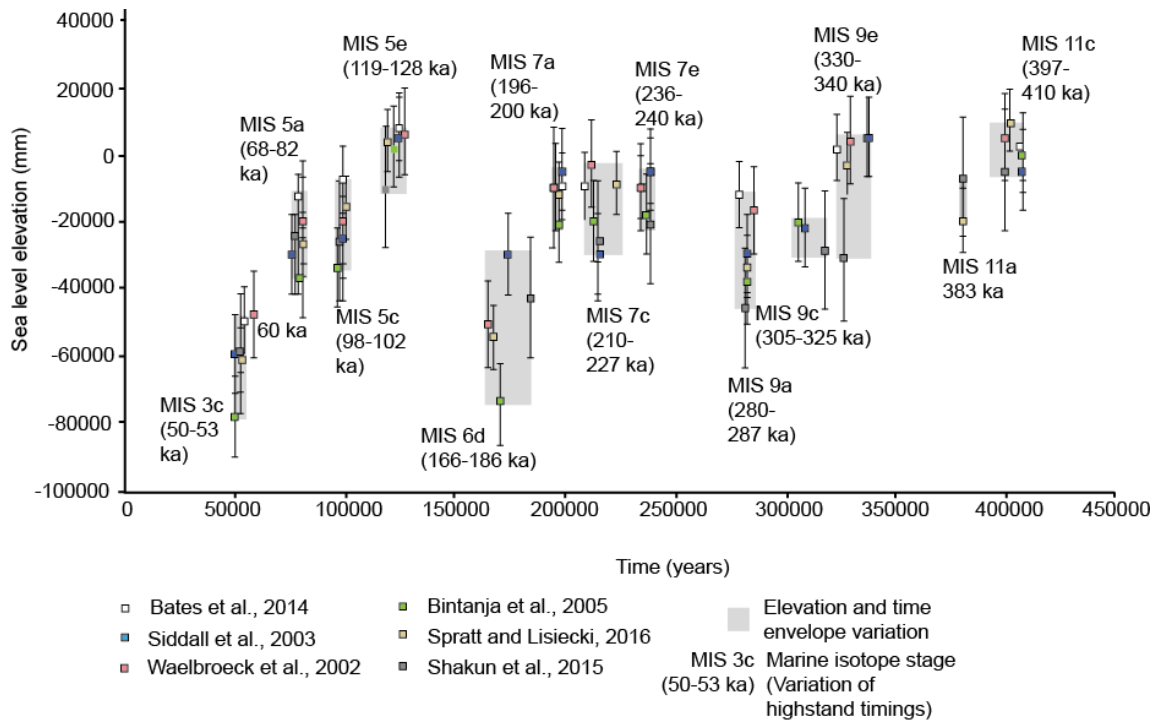 40000
20000
0
-20000
-40000
-60000
-80000
-100000
Sea level elevation (mm)
MIS 3c
(50-53
ka)
60 ka
MIS 5a
(68-82
ka)
MIS 5c
(98-102
ka)
MIS 5e
(119-128 ka)
MIS 6d
(166-186 ka)
MIS 7a
(196-
200 ka)
MIS 7c
(210-
227 ka)
MIS 7e
(236-
240 ka)
MIS 9a
(280-
287 ka)
MIS 9c
(305-325 ka)
MIS 9e
(330-
340 ka)
MIS 11a
383 ka
MIS 11c
(397-
410 ka)
0 50000 100000 150000 200000 250000 300000 350000 400000 450000
Time (years)
Bates et al., 2014
Siddall et al., 2003
Waelbroeck et al., 2002
Bintanja et al., 2005
Spratt and Lisiecki, 2016
Shakun et al., 2015
Elevation and time
envelope variation
MIS 3c Marine isotope stage
(50-53 ka) (Variation of
highstand timings)